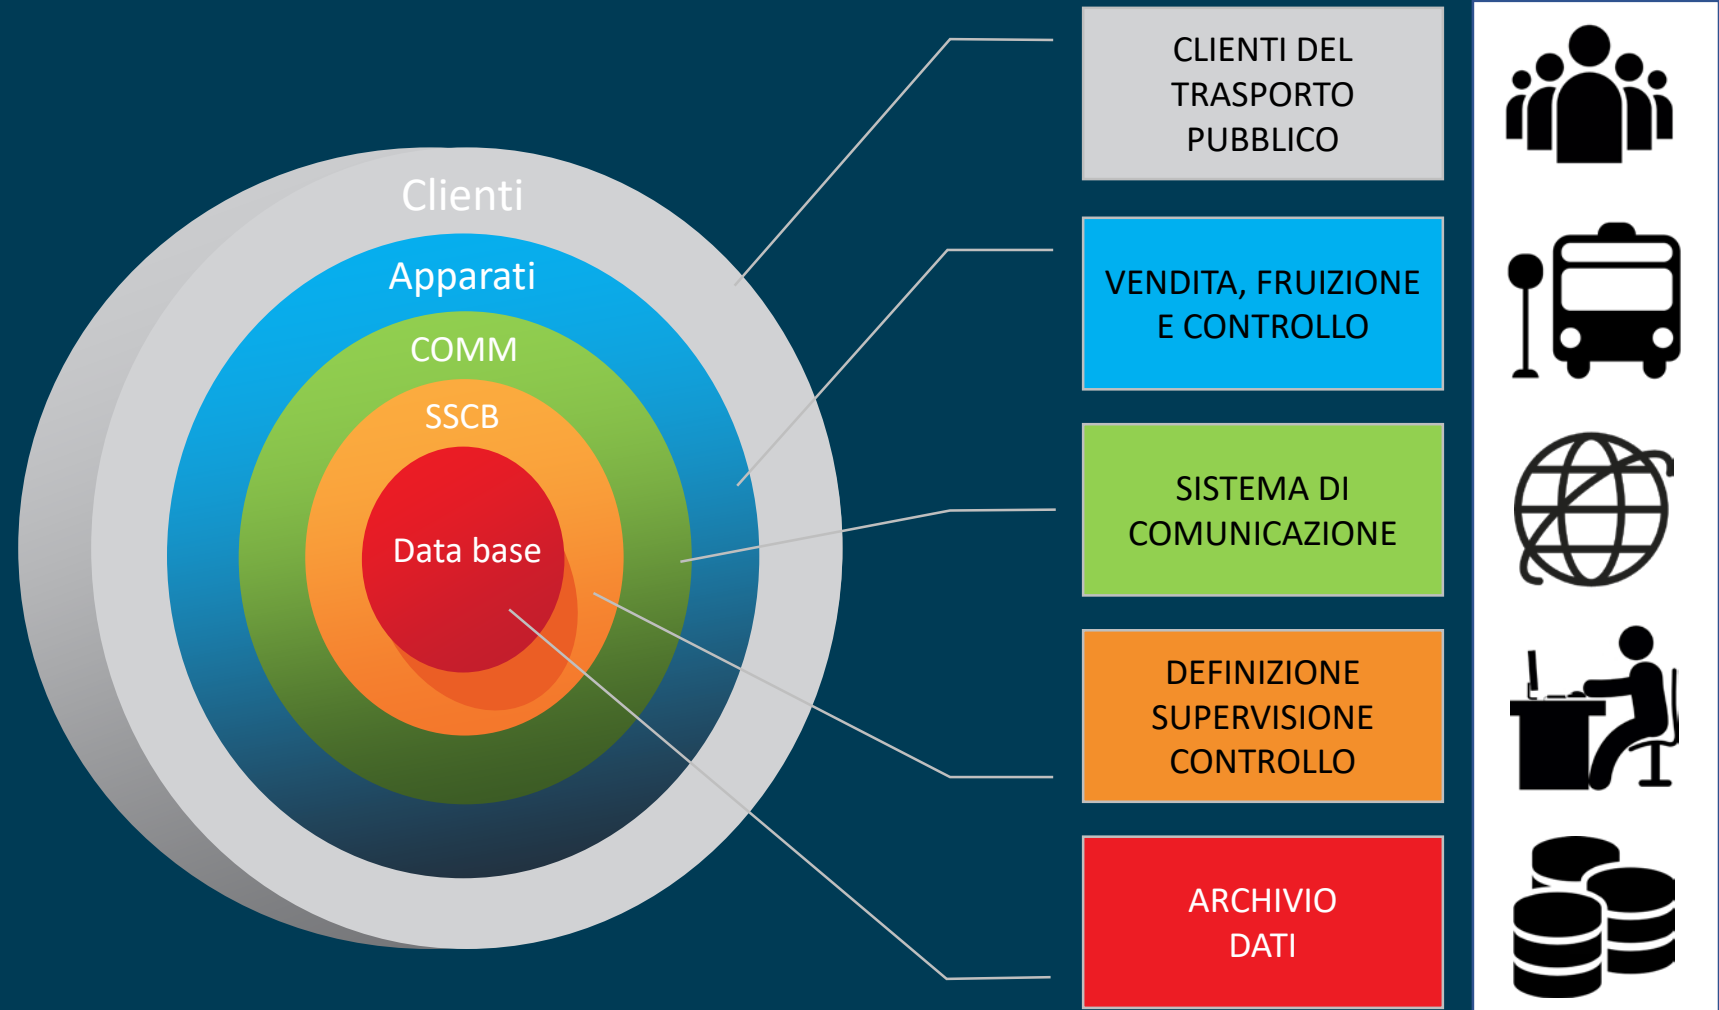 Clienti
Apparati
COMM
SSCB
Data base
CLIENTI DEL
TRASPORTO
PUBBLICO
VENDITA, FRUIZIONE
E CONTROLLO
SISTEMA DI
COMUNICAZIONE
DEFINIZIONE
SUPERVISIONE
CONTROLLO
ARCHIVIO
DATI